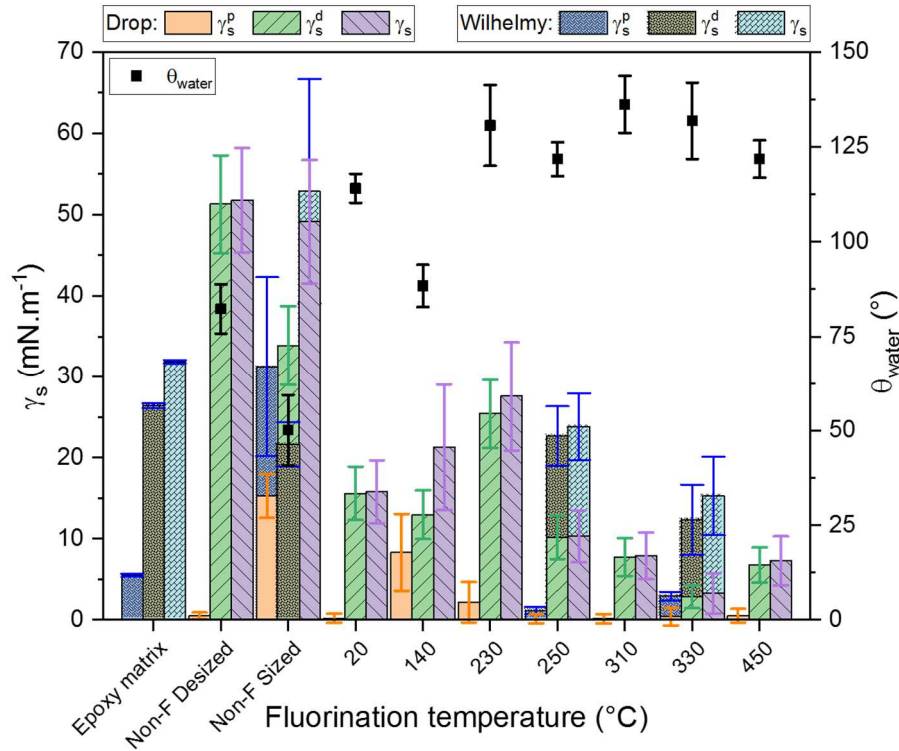 Drop: γₛᵖ γₛᵈ γₛ
Wilhelmy: γₛᵖ γₛᵈ γₛ
θwater
70
60
50
40
30
20
10
0
γₛ (mN.m⁻¹)
150
125
100
75
50
25
0
θwater (°)
Epoxy matrix
Non-F Desized
Non-F Sized
20
140
230
250
310
330
450
Fluorination temperature (°C)